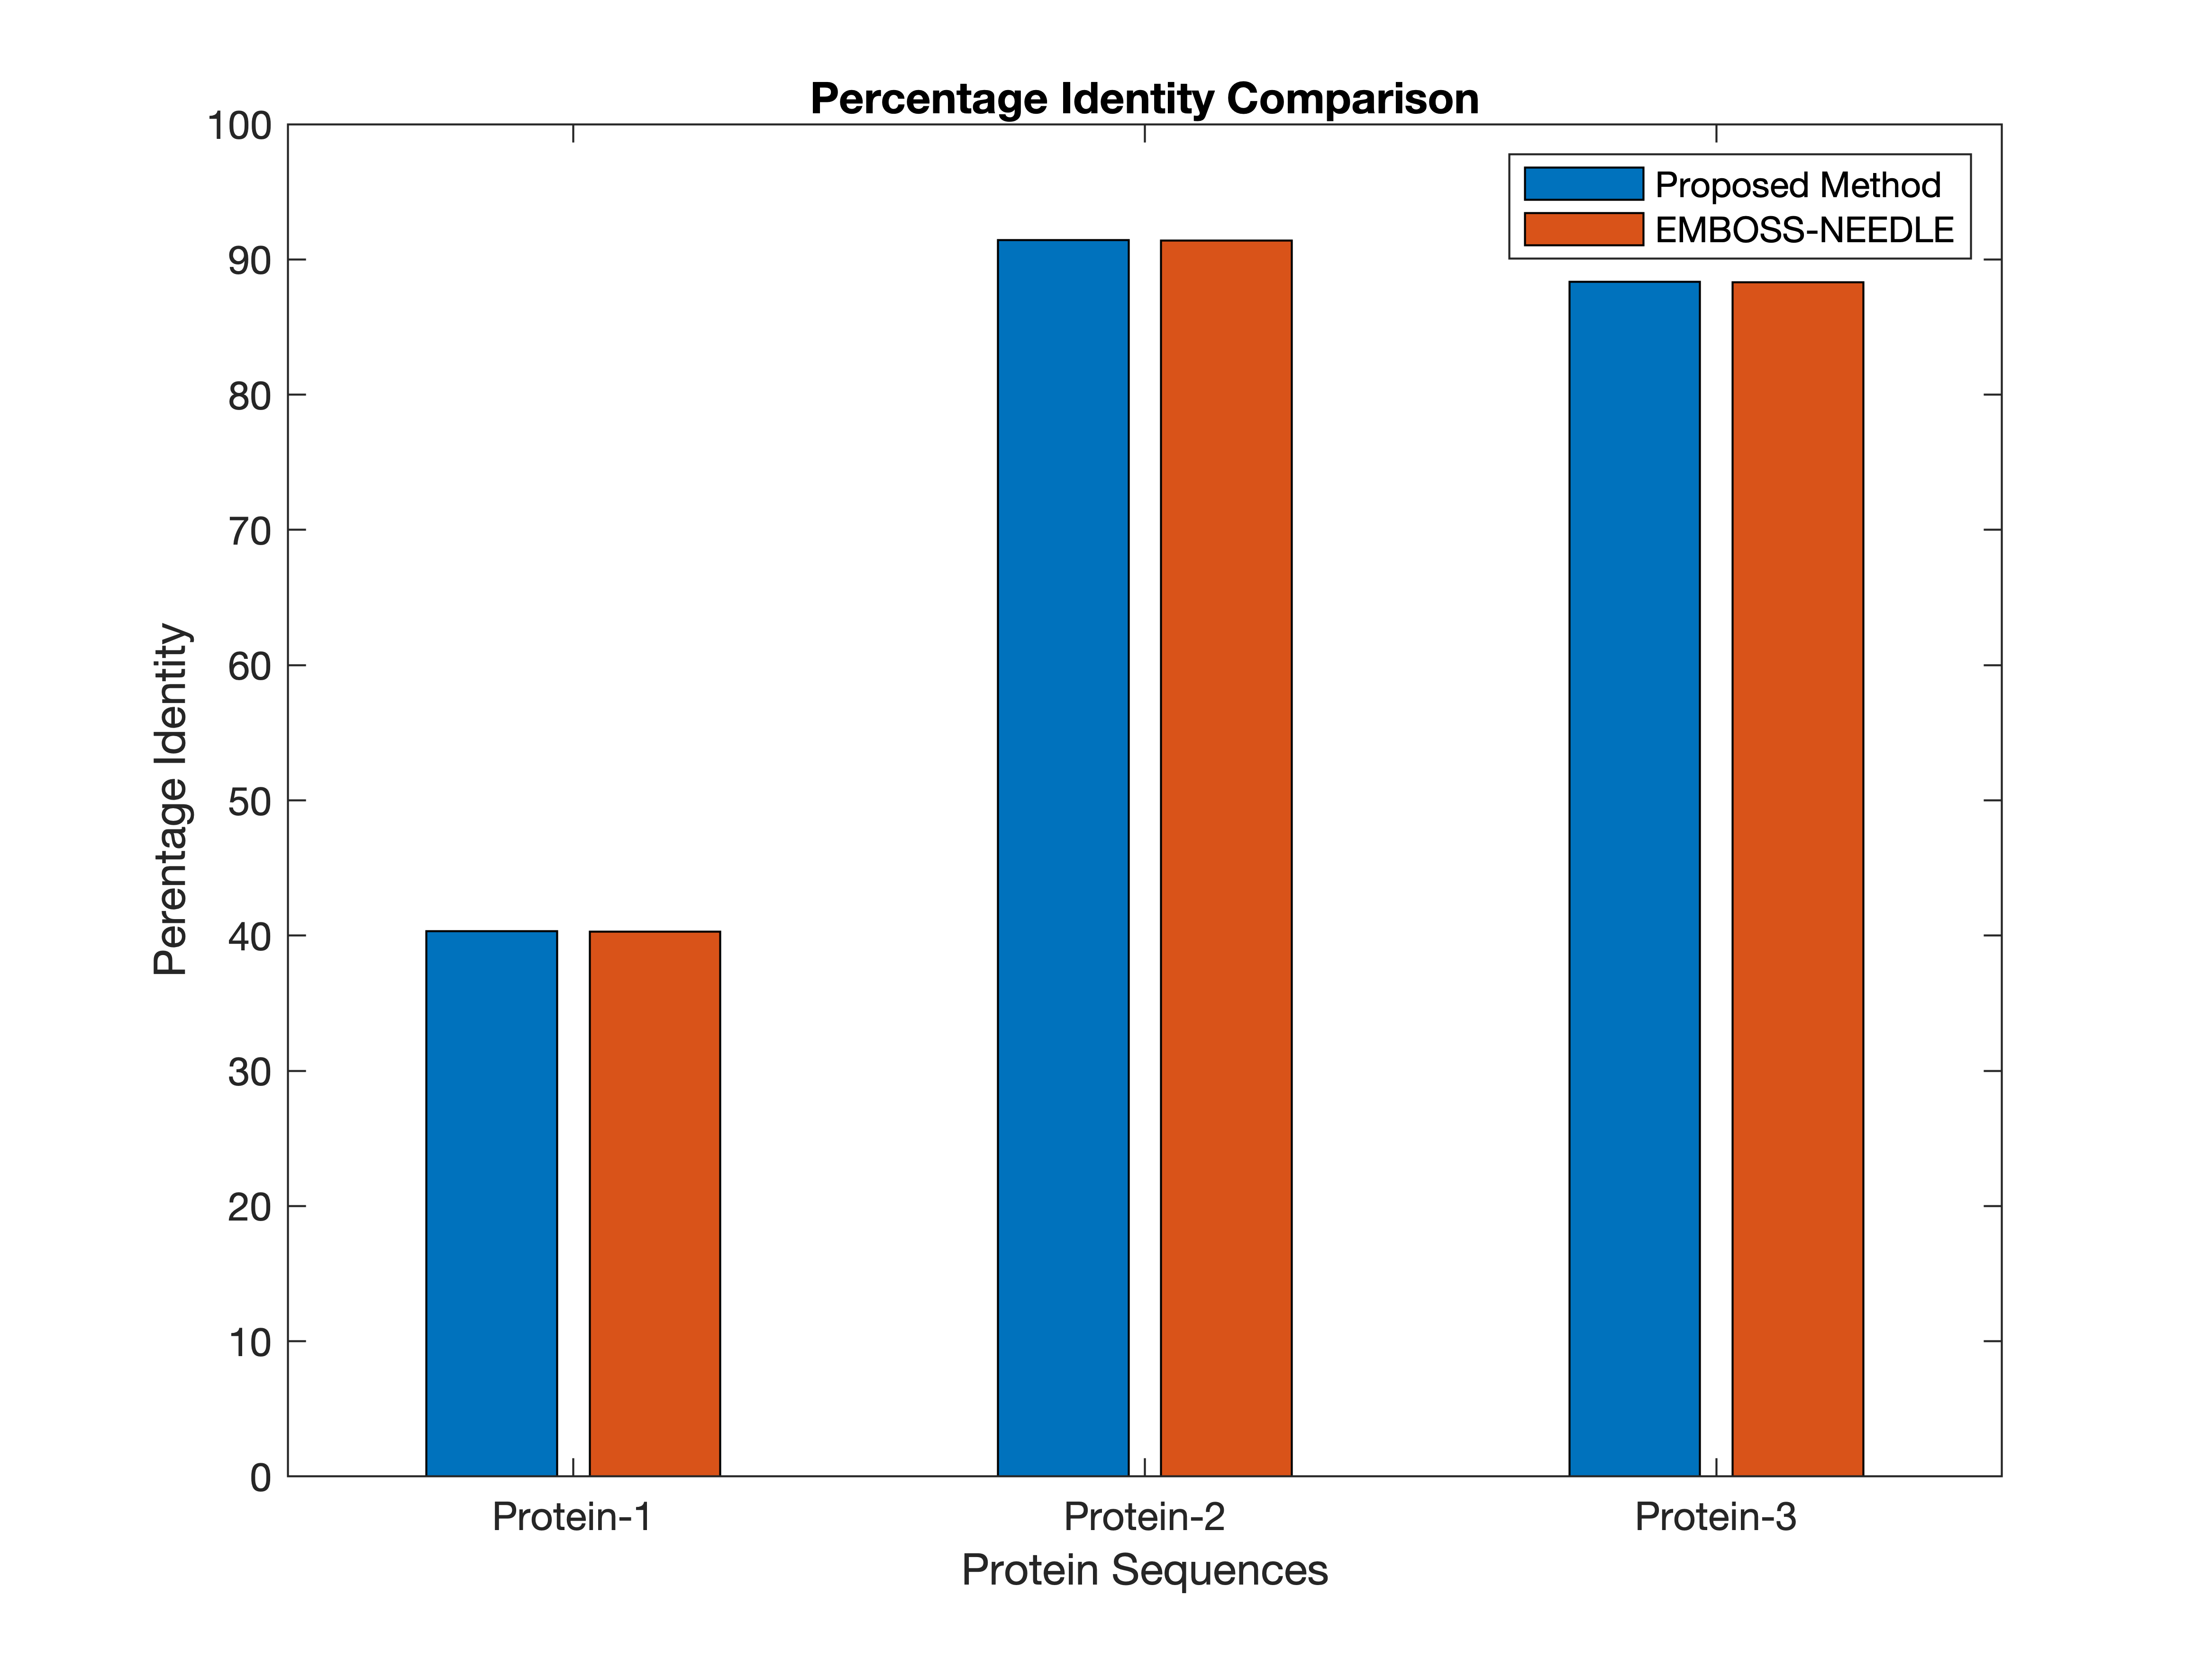 Percentage Identity Comparison
Proposed Method
EMBOSS-NEEDLE
100
90
80
70
60
50
40
30
20
10
0
Perentage Identity
Protein-1
Protein-2
Protein-3
Protein Sequences